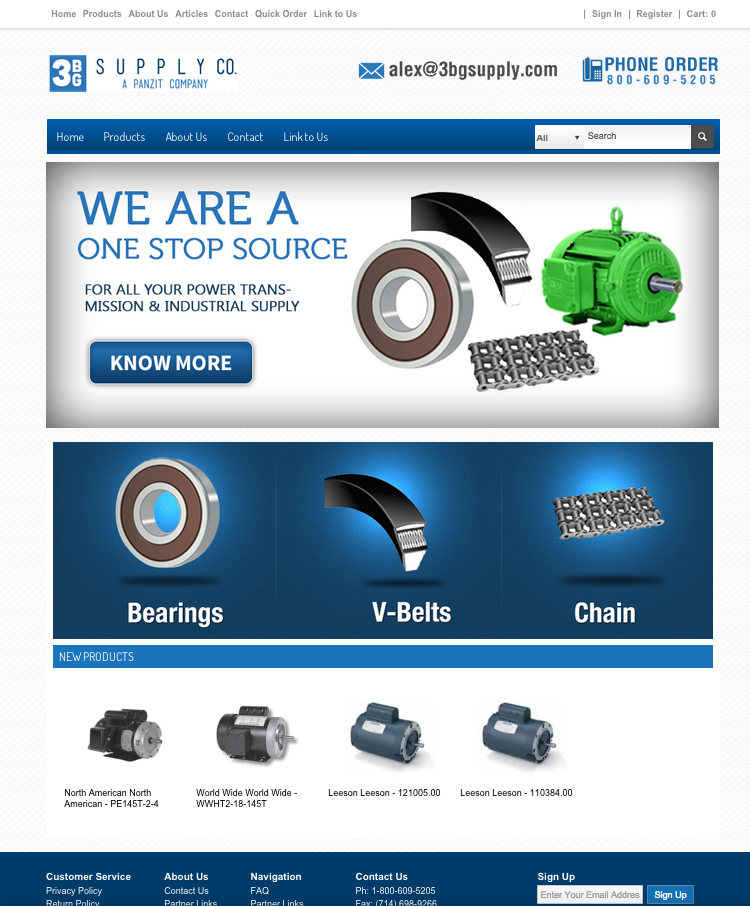 Home Products About Us Articles Contact Quick Order Link to Us
| Sign In | Register | Cart: 0
3BG
SUPPLY CO.
A PANZIT COMPANY
alex@3bgsupply.com
PHONE ORDER
800-609-5205
Home Products About Us Contact Link to Us
All Search
WE ARE A
ONE STOP SOURCE
FOR ALL YOUR POWER TRANS-
MISSION & INDUSTRIAL SUPPLY
KNOW MORE
Bearings V-Belts Chain
NEW PRODUCTS
North American North
American - PE145T-2-4
World Wide World Wide -
WWHT2-18-145T
Leeson Leeson - 121005.00
Leeson Leeson - 110384.00
Customer Service About Us Navigation Contact Us Sign Up
Privacy Policy Contact Us FAQ Ph: 1-800-609-5205 Enter Your Email Addres Sign Up
Return Policy Partner Links Partner Links Fax: (714) 698-9266